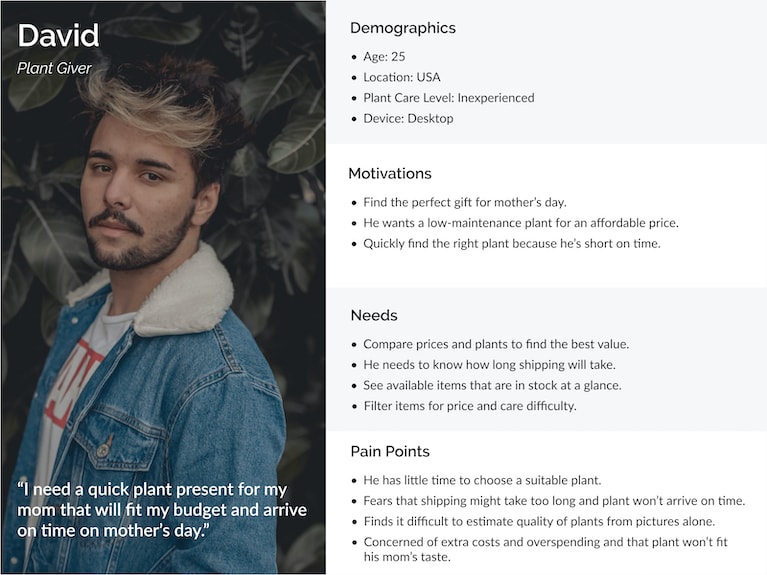 David
Plant Giver
“I need a quick plant present for my
mom that will fit my budget and arrive
on time on mother’s day.”
Demographics
• Age: 25
• Location: USA
• Plant Care Level: Inexperienced
• Device: Desktop
Motivations
• Find the perfect gift for mother’s day.
• He wants a low-maintenance plant for an affordable price.
• Quickly find the right plant because he’s short on time.
Needs
• Compare prices and plants to find the best value.
• He needs to know how long shipping will take.
• See available items that are in stock at a glance.
• Filter items for price and care difficulty.
Pain Points
• He has little time to choose a suitable plant.
• Fears that shipping might take too long and plant won’t arrive on time.
• Finds it difficult to estimate quality of plants from pictures alone.
• Concerned of extra costs and overspending and that plant won’t fit
his mom’s taste.